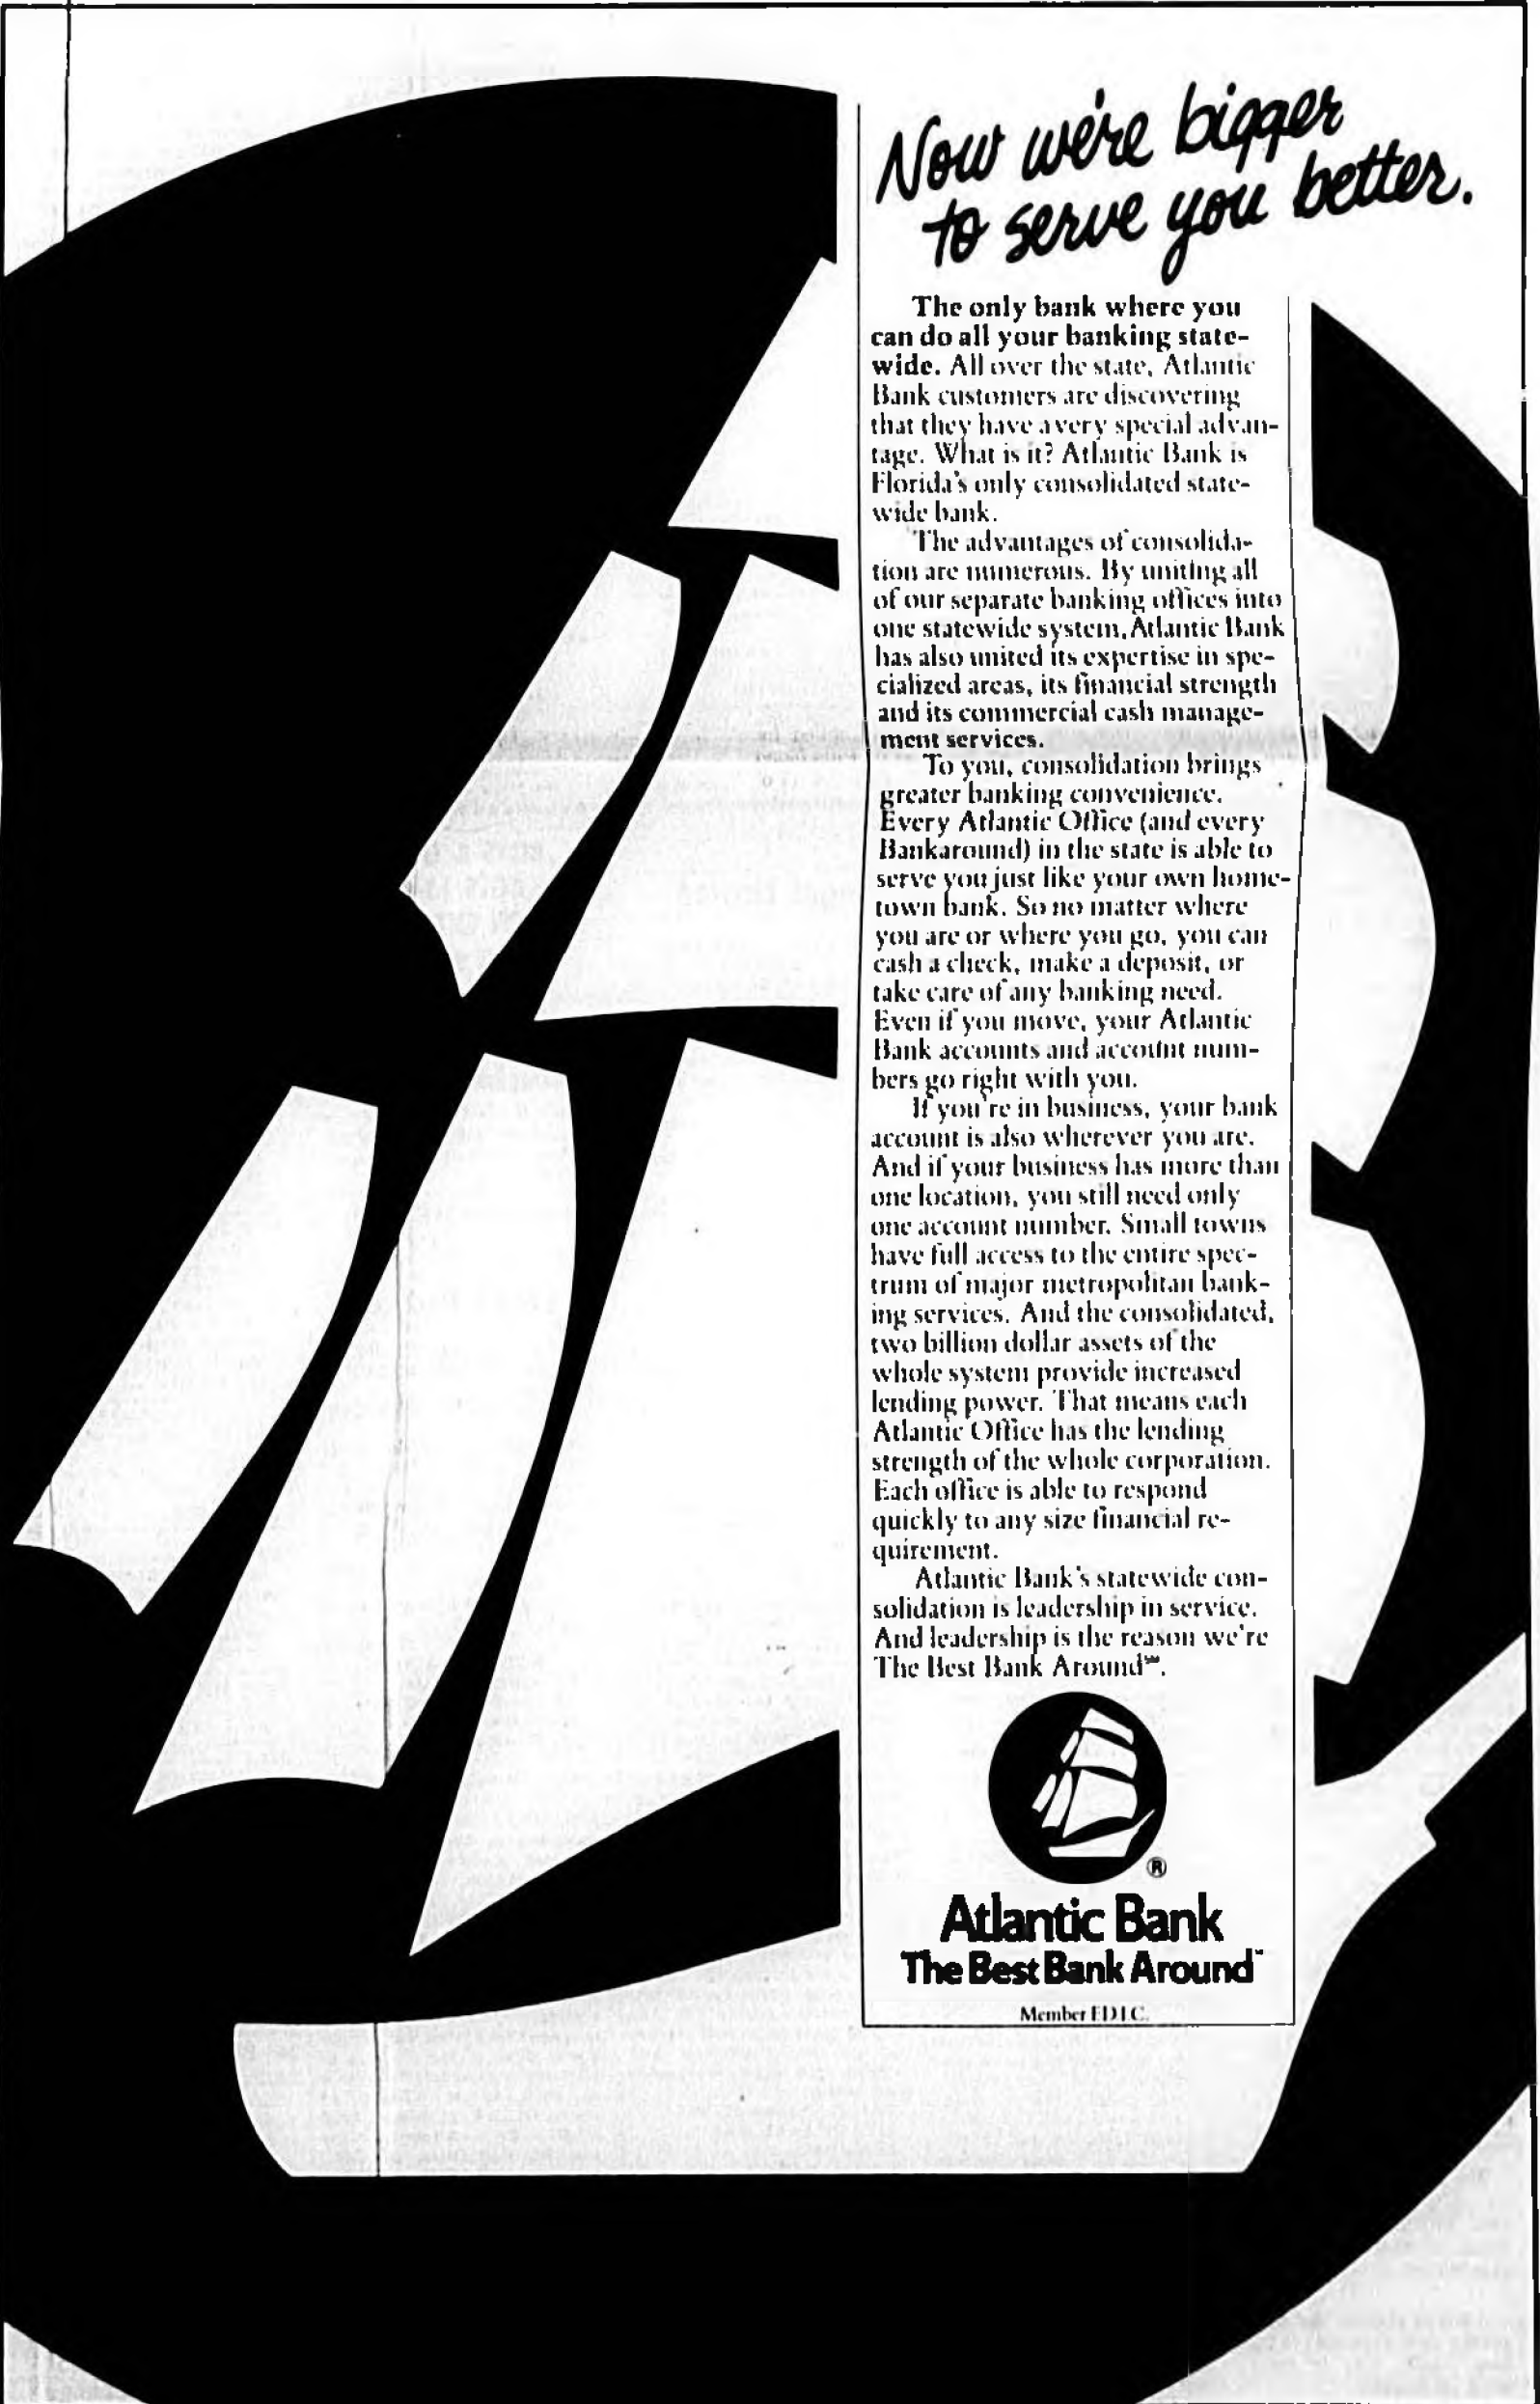 Now we're bigger
to serve you better.
The only bank where you
can do all your banking state-
wide. All over the state, Atlantic
Bank customers are discovering
that they have a very special advan-
tage. What is it? Atlantic Bank is
Florida's only consolidated state-
wide bank.
The advantages of consolida-
tion are numerous. By uniting all
of our separate banking offices into
one statewide system, Atlantic Bank
has also united its expertise in spe-
cialized areas, its financial strength
and its commercial cash manage-
ment services.
To you, consolidation brings
greater banking convenience.
Every Atlantic Office (and every
Bankaround) in the state is able to
serve you just like your own home-
town bank. So no matter where
you are or where you go, you can
cash a check, make a deposit, or
take care of any banking need.
Even if you move, your Atlantic
Bank accounts and account num-
bers go right with you.
If you're in business, your bank
account is also wherever you are.
And if your business has more than
one location, you still need only
one account number. Small towns
have full access to the entire spec-
trum of major metropolitan bank-
ing services. And the consolidated,
two billion dollar assets of the
whole system provide increased
lending power. That means each
Atlantic Office has the lending
strength of the whole corporation.
Each office is able to respond
quickly to any size financial re-
quirement.
Atlantic Bank's statewide con-
solidation is leadership in service.
And leadership is the reason we're
The Best Bank Around℠.
®
Atlantic Bank
The Best Bank Around℠
Member F.D.I.C.